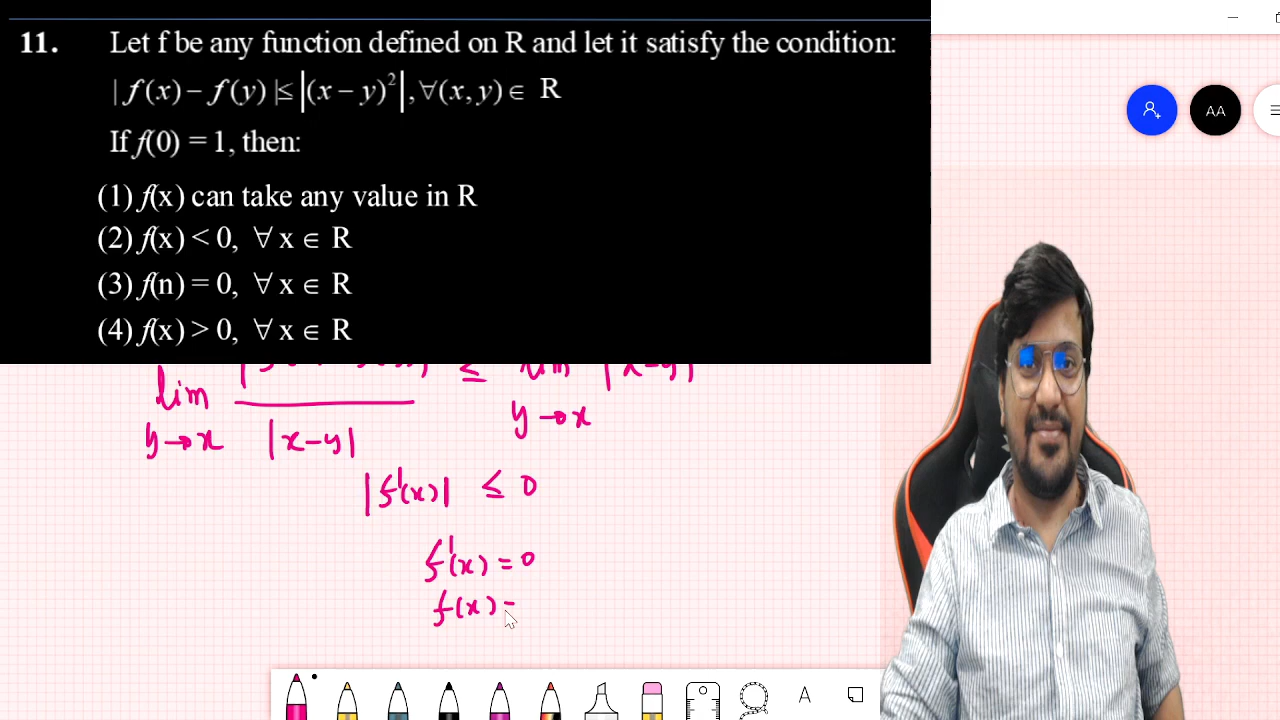 11. Let f be any function defined on R and let it satisfy the condition:
| f(x) − f(y) |≤ |(x − y)²|, ∀(x, y) ∈ R
If f(0) = 1, then:
(1) f(x) can take any value in R
(2) f(x) < 0, ∀ x ∈ R
(3) f(n) = 0, ∀ x ∈ R
(4) f(x) > 0, ∀ x ∈ R
AA
lim ≤ lim |x-y|
y→x |x-y| y→x
|f'(x)| ≤ 0
f'(x) = 0
f(x) =
A